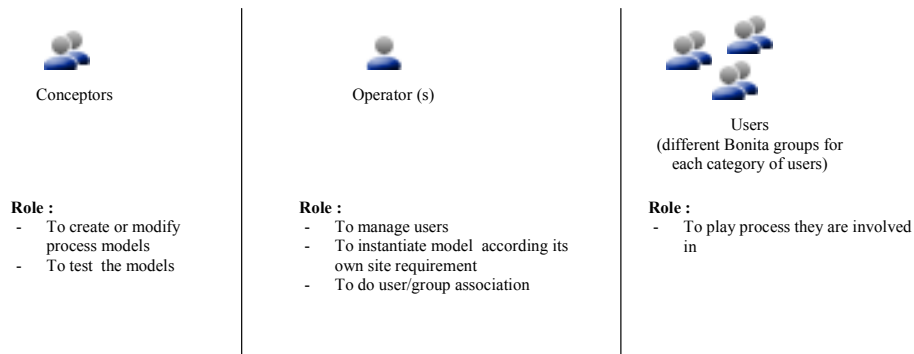 Conceptors
Role :
- To create or modify
process models
- To test the models
Operator (s)
Role :
- To manage users
- To instantiate model according its
own site requirement
- To do user/group association
Users
(different Bonita groups for
each category of users)
Role :
- To play process they are involved
in